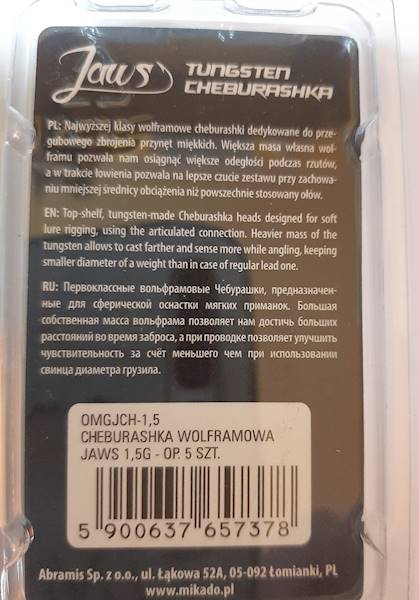 Jaws TUNGSTEN
CHEBURASHKA
PL: Najwyższej klasy wolframowe cheburashki dedykowane do prze-
gubowego zbrojenia przynęt miękkich. Większa masa własna wol-
framu pozwala nam osiągnąć większe odegłości podczas rzutów,
a w trakcie łowienia pozwala na lepsze czucie zestawu przy zachowa-
niu mniejszej średnicy obciążenia niż powszechnie stosowany ołów.
EN: Top-shelf, tungsten-made Cheburashka heads designed for soft
lure rigging, using the articulated connection. Heavier mass of the
tungsten allows to cast farther and sense more while angling, keeping
smaller diameter of a weight than in case of regular lead one.
RU: Первоклассные вольфрамовые Чебурашки, предназначен-
ные для сферической оснастки мягких приманок. Большая
собственная масса вольфрама позволяет нам достичь больших
расстояний во время заброса, а при проводке позволяет улучшить
чувствительность за счёт меньшего чем при использовании
свинца диаметра грузила.
OMGJCH-1,5
CHEBURASHKA WOLFRAMOWA
JAWS 1,5G - OP. 5 SZT.
5 900637 657378
Abramis Sp. z o.o., ul. Łąkowa 52A, 05-092 Łomianki, PL
www.mikado.pl